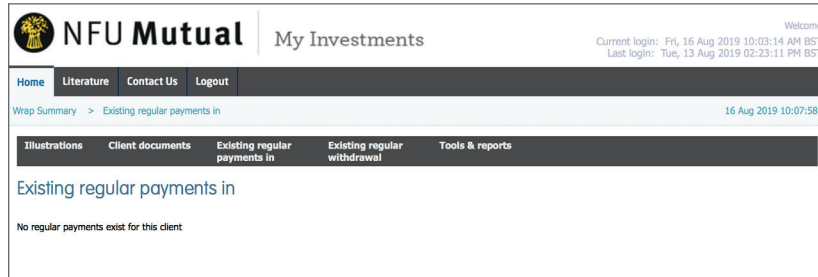 NFU Mutual
My Investments
Welcome
Current login: Fri, 16 Aug 2019 10:03:14 AM BST
Last login: Tue, 13 Aug 2019 02:23:11 PM BST
Home Literature Contact Us Logout
Wrap Summary > Existing regular payments in
16 Aug 2019 10:07:58
Illustrations Client documents Existing regular payments in Existing regular withdrawal Tools & reports
Existing regular payments in
No regular payments exist for this client